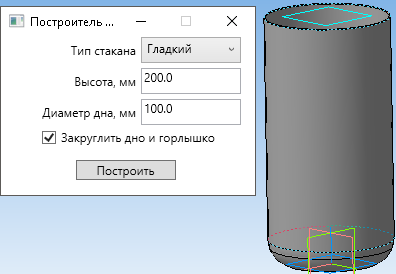 Построитель ...
Тип стакана Гладкий
Высота, мм 200.0
Диаметр дна, мм 100.0
Закруглить дно и горлышко
Построить